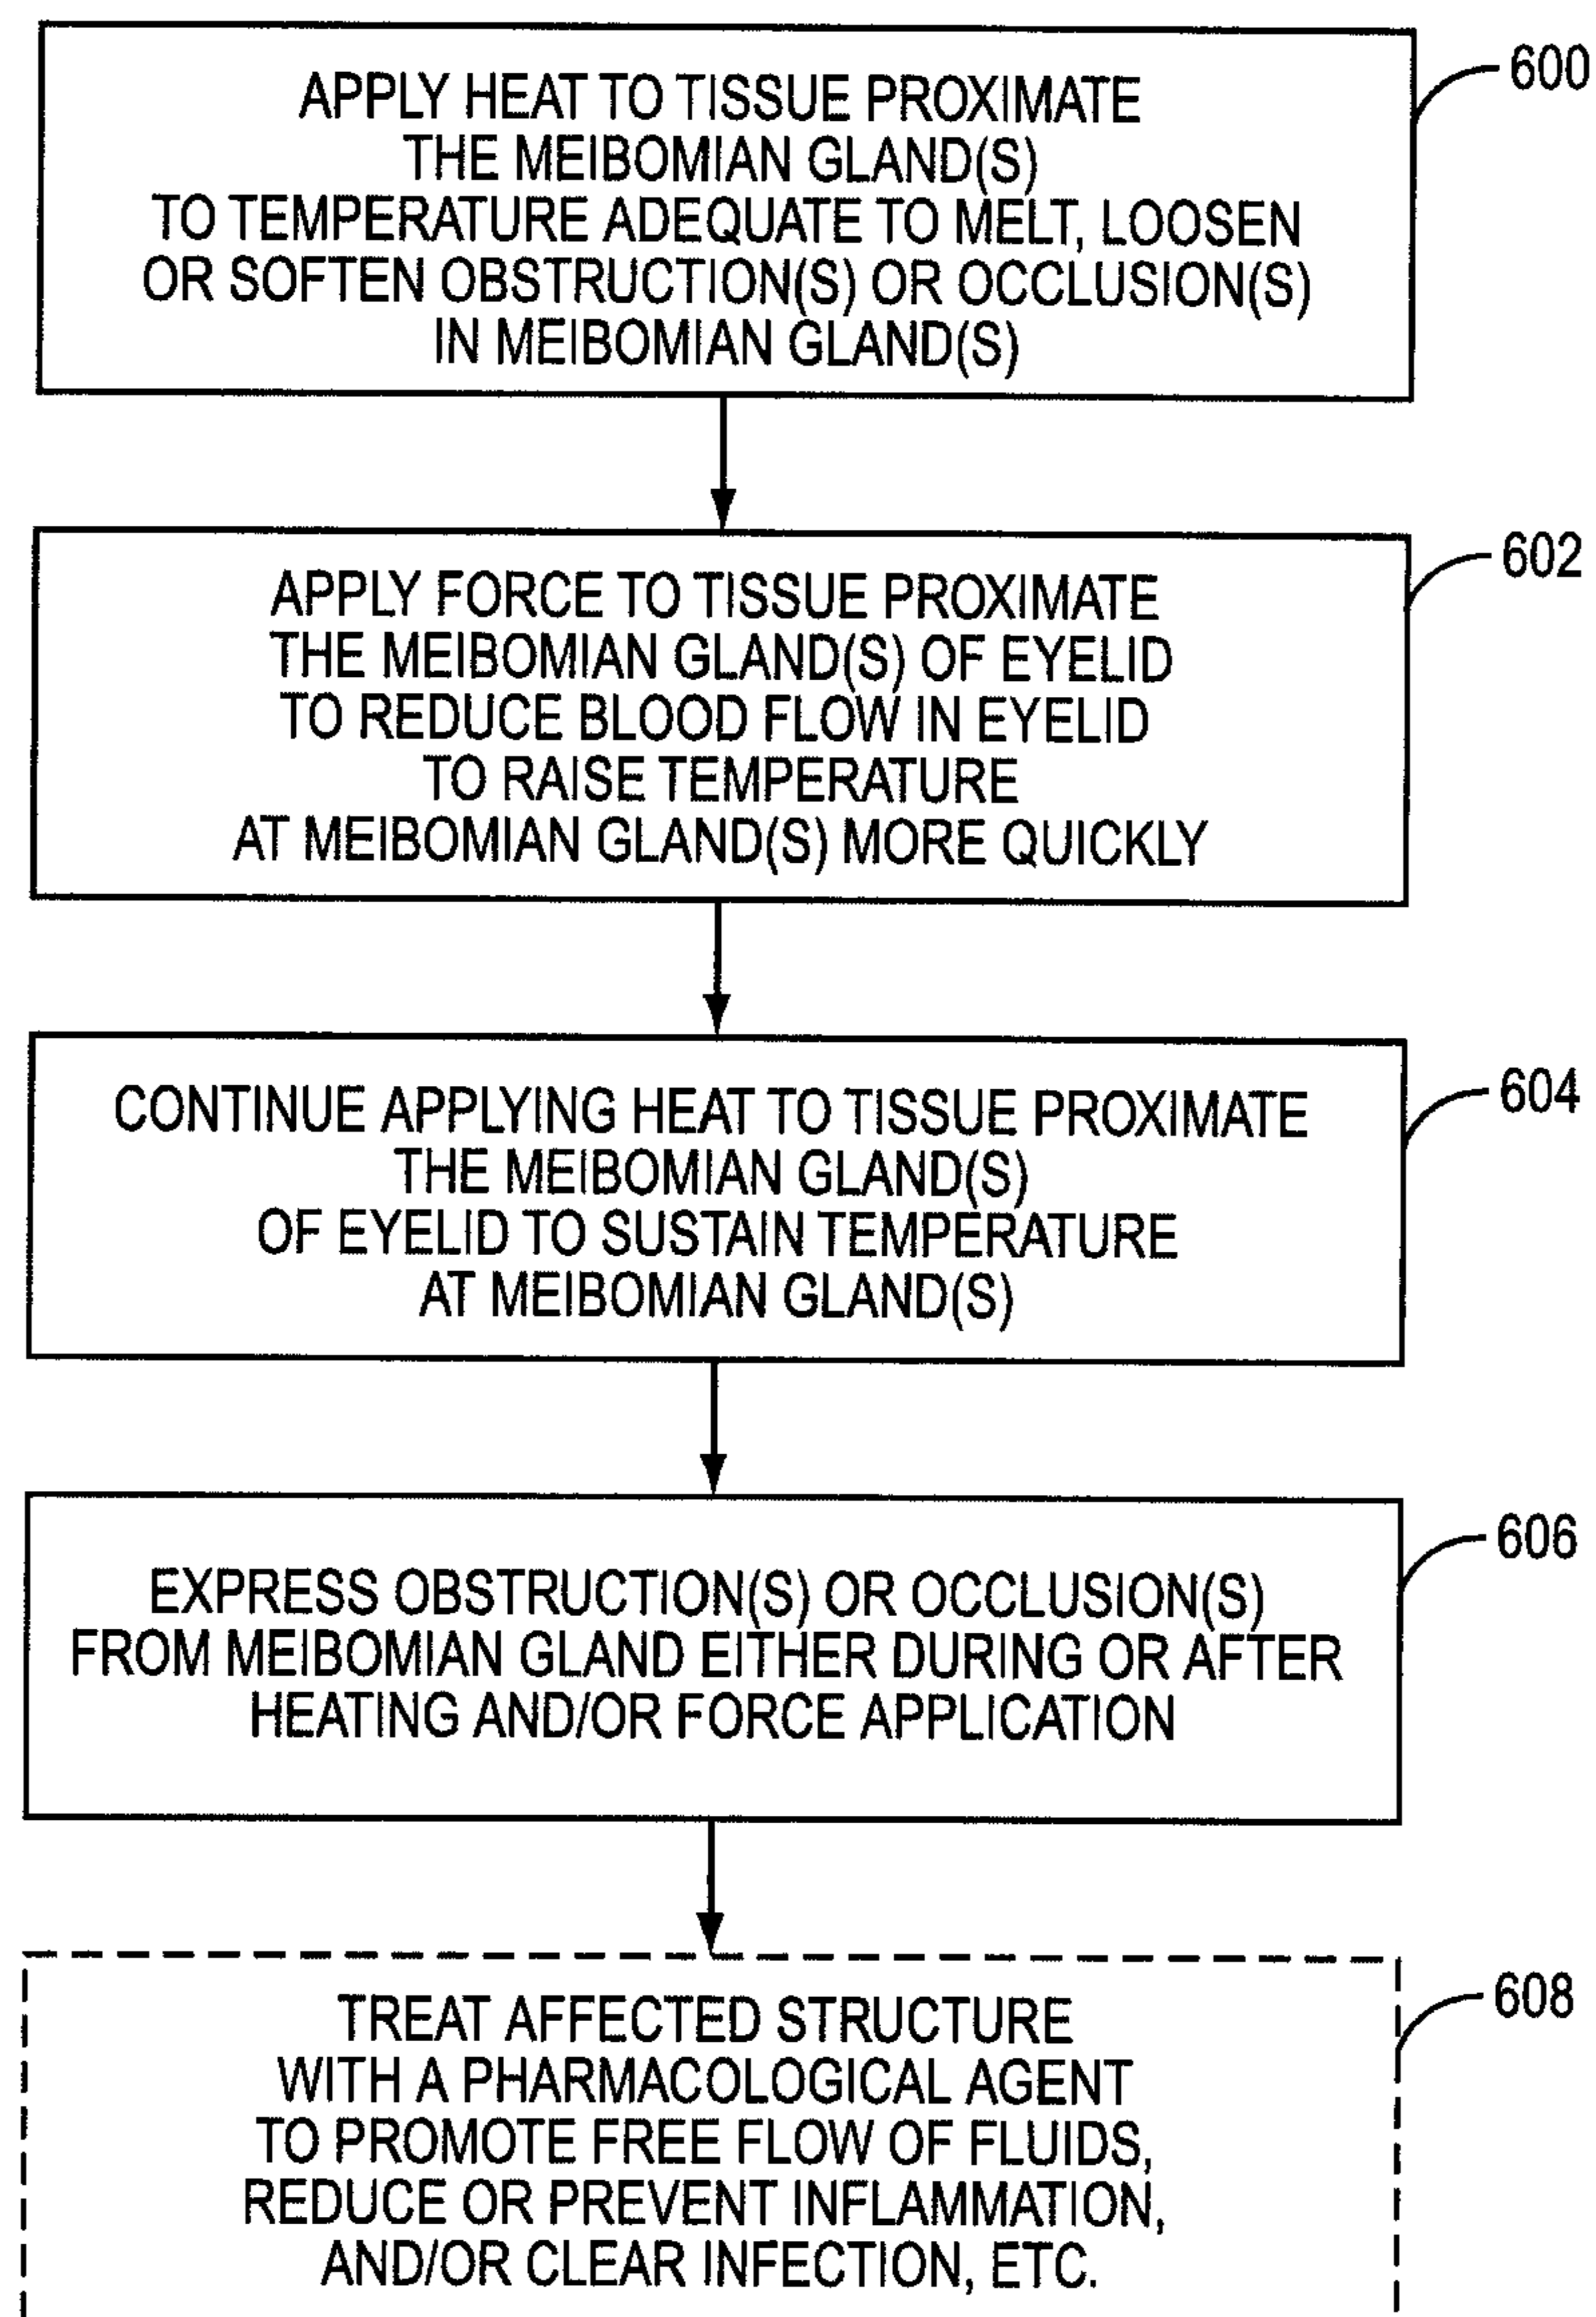 APPLY HEAT TO TISSUE PROXIMATE
THE MEIBOMIAN GLAND(S)
TO TEMPERATURE ADEQUATE TO MELT, LOOSEN
OR SOFTEN OBSTRUCTION(S) OR OCCLUSION(S)
IN MEIBOMIAN GLAND(S)
600
APPLY FORCE TO TISSUE PROXIMATE
THE MEIBOMIAN GLAND(S) OF EYELID
TO REDUCE BLOOD FLOW IN EYELID
TO RAISE TEMPERATURE
AT MEIBOMIAN GLAND(S) MORE QUICKLY
602
CONTINUE APPLYING HEAT TO TISSUE PROXIMATE
THE MEIBOMIAN GLAND(S)
OF EYELID TO SUSTAIN TEMPERATURE
AT MEIBOMIAN GLAND(S)
604
EXPRESS OBSTRUCTION(S) OR OCCLUSION(S)
FROM MEIBOMIAN GLAND EITHER DURING OR AFTER
HEATING AND/OR FORCE APPLICATION
606
TREAT AFFECTED STRUCTURE
WITH A PHARMACOLOGICAL AGENT
TO PROMOTE FREE FLOW OF FLUIDS,
REDUCE OR PREVENT INFLAMMATION,
AND/OR CLEAR INFECTION, ETC.
608